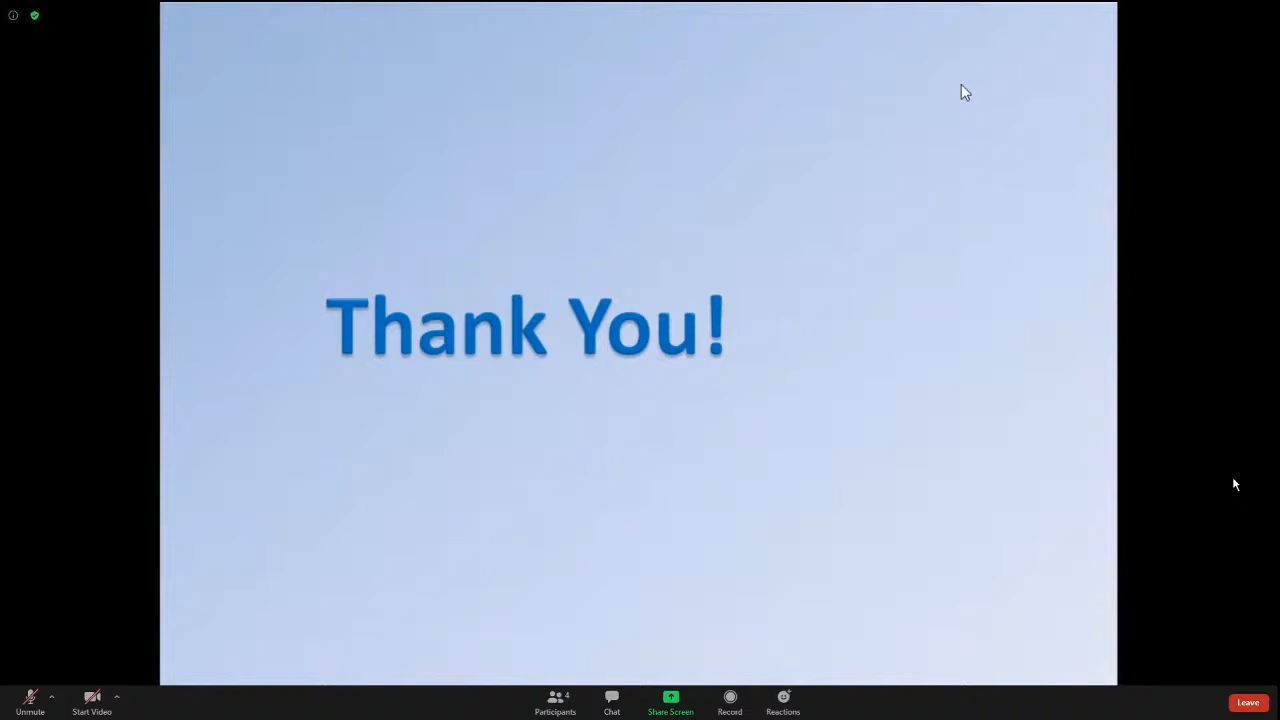 Thank You!
Unmute
Start Video
4
Participants
Chat
Share Screen
Record
Reactions
Leave